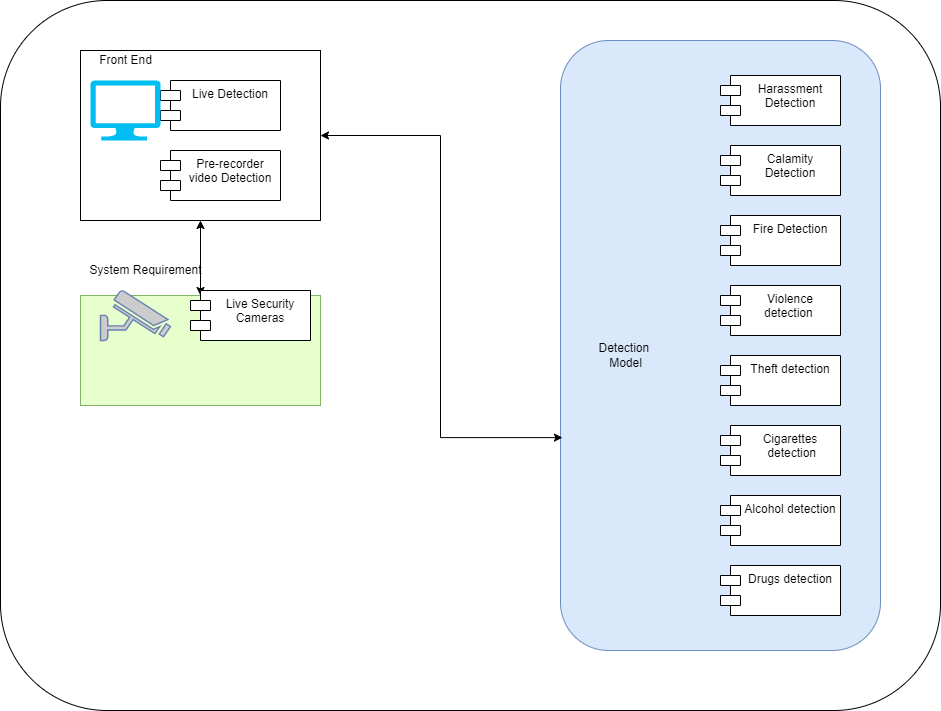 Front End
Live Detection
Pre-recorder
video Detection
System Requirement
Live Security
Cameras
Detection
Model
Harassment
Detection
Calamity
Detection
Fire Detection
Violence
detection
Theft detection
Cigarettes
detection
Alcohol detection
Drugs detection